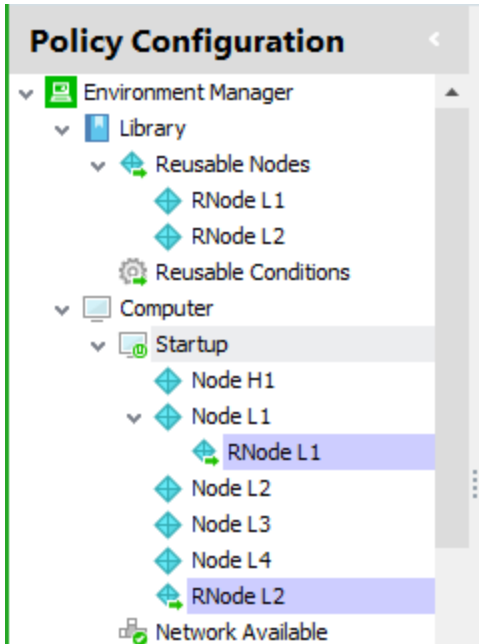 Policy Configuration
Environment Manager
Library
Reusable Nodes
RNode L1
RNode L2
Reusable Conditions
Computer
Startup
Node H1
Node L1
RNode L1
Node L2
Node L3
Node L4
RNode L2
Network Available